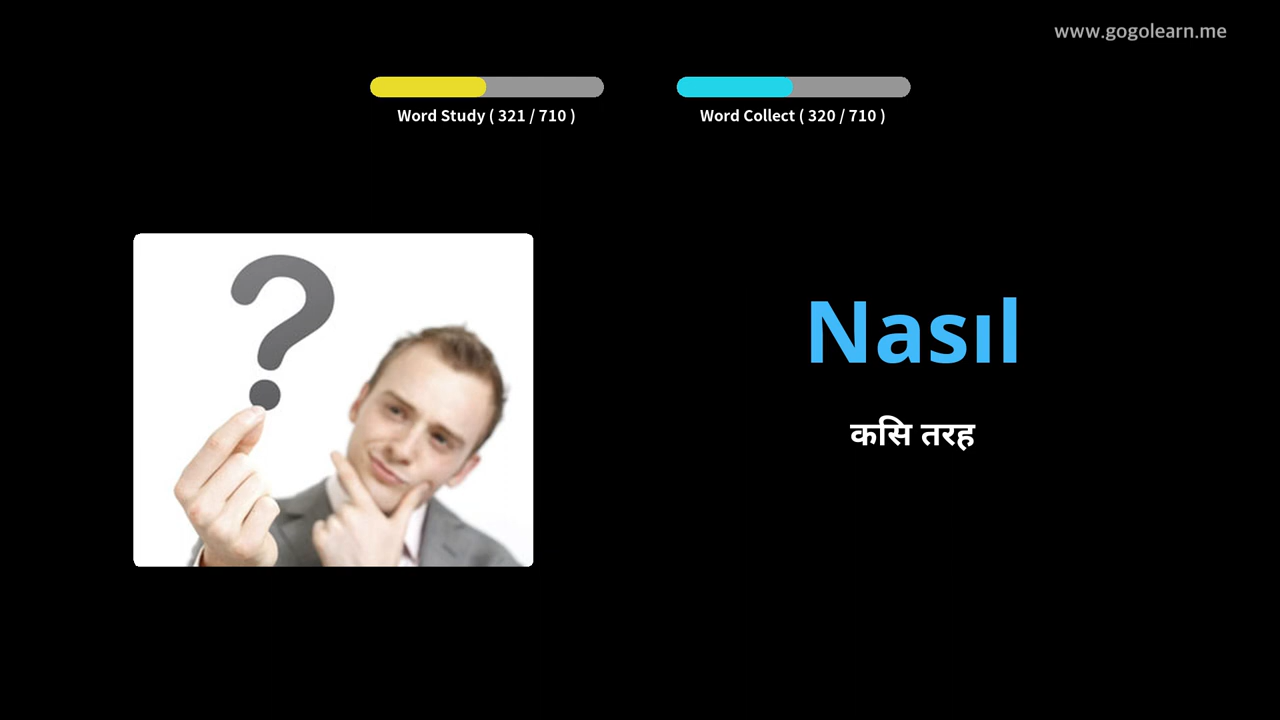 www.gogolearn.me
Word Study ( 321 / 710 )
Word Collect ( 320 / 710 )
Nasıl
कसि तरह